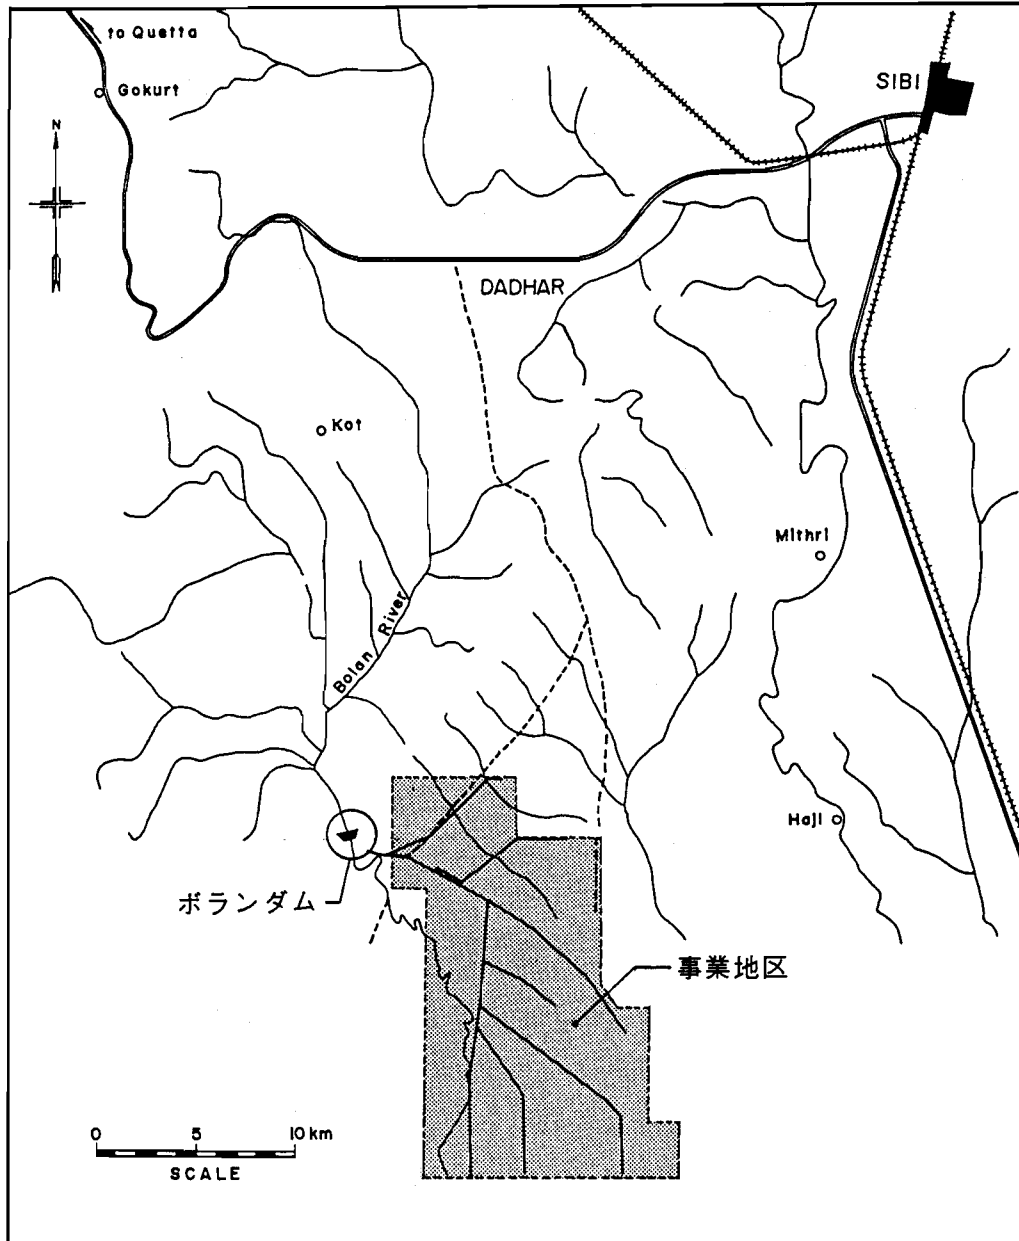 to Quetta
Gokurt
SIBI
N
DADHAR
Kot
Mithri
Bolan River
Haji
ボランダム
事業地区
0 5 10 km
SCALE